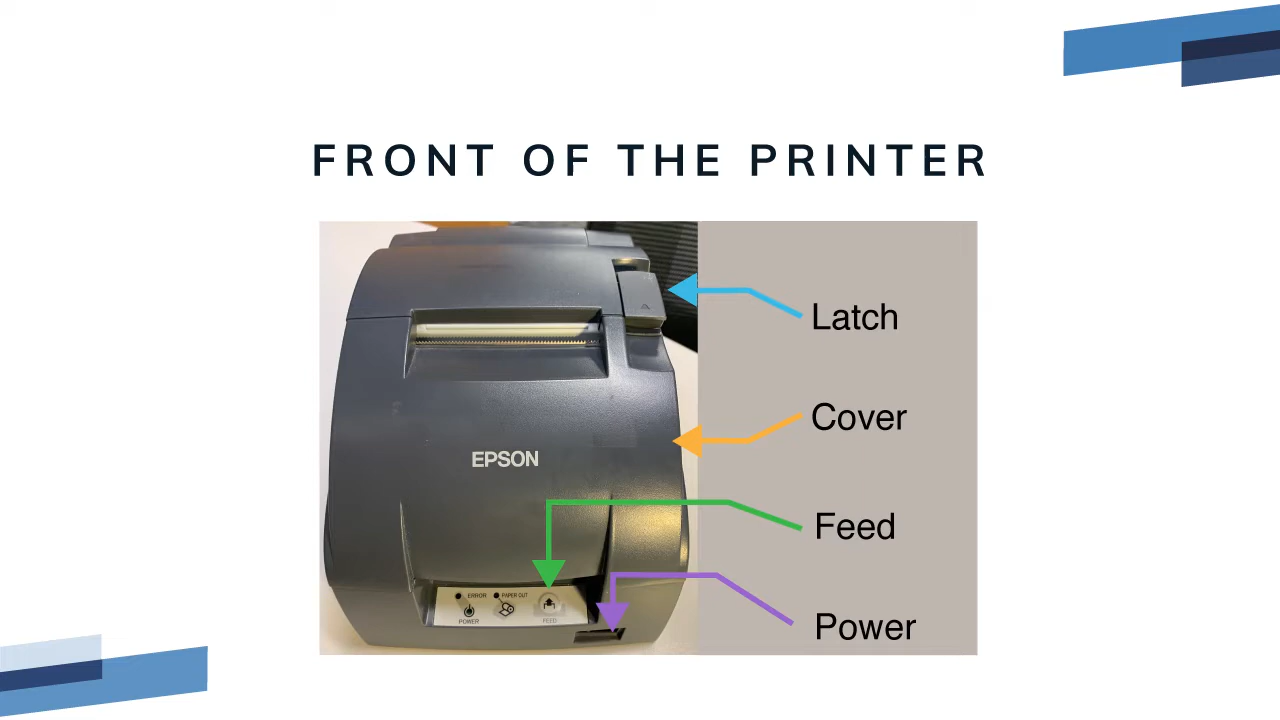 FRONT OF THE PRINTER
Latch
Cover
EPSON
Feed
ERROR PAPER OUT
POWER FEED
Power